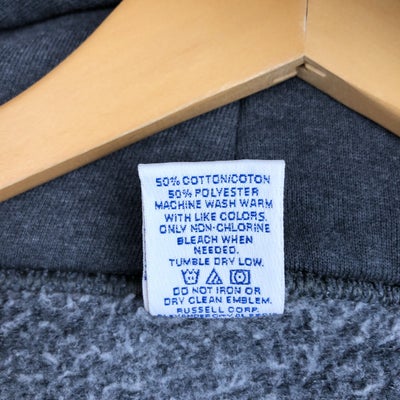 50% COTTON/COTON
50% POLYESTER
MACHINE WASH WARM
WITH LIKE COLORS.
ONLY NON-CHLORINE
BLEACH WHEN
NEEDED.
TUMBLE DRY LOW.
DO NOT IRON OR
DRY CLEAN EMBLEM.
RUSSELL CORP.